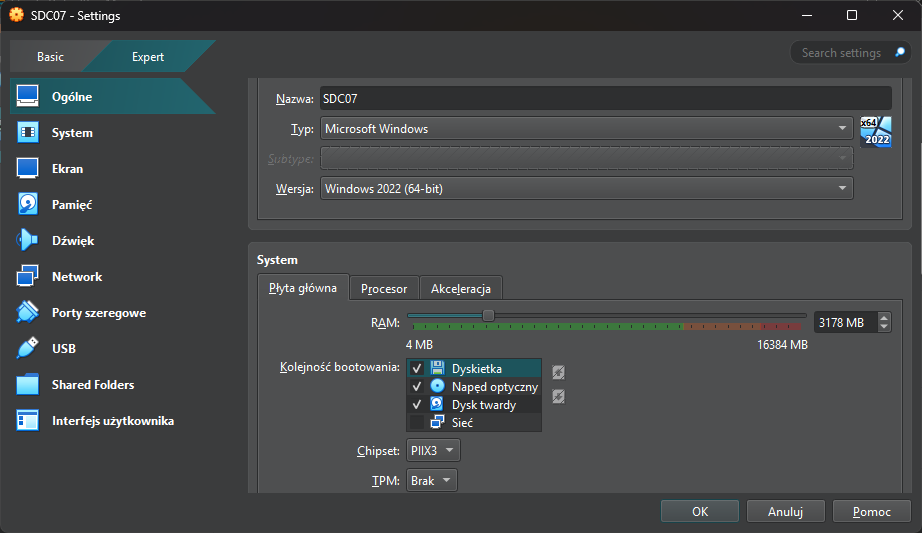 SDC07 - Settings
Basic
Expert
Search settings
Ogólne
System
Ekran
Pamięć
Dźwięk
Network
Porty szeregowe
USB
Shared Folders
Interfejs użytkownika
Nazwa: SDC07
Typ: Microsoft Windows
x64
2022
Subtype:
Wersja: Windows 2022 (64-bit)
System
Płyta główna
Procesor
Akceleracja
RAM:
3178 MB
4 MB
16384 MB
Kolejność bootowania:
Dyskietka
Napęd optyczny
Dysk twardy
Sieć
Chipset: PIIX3
TPM: Brak
OK
Anuluj
Pomoc